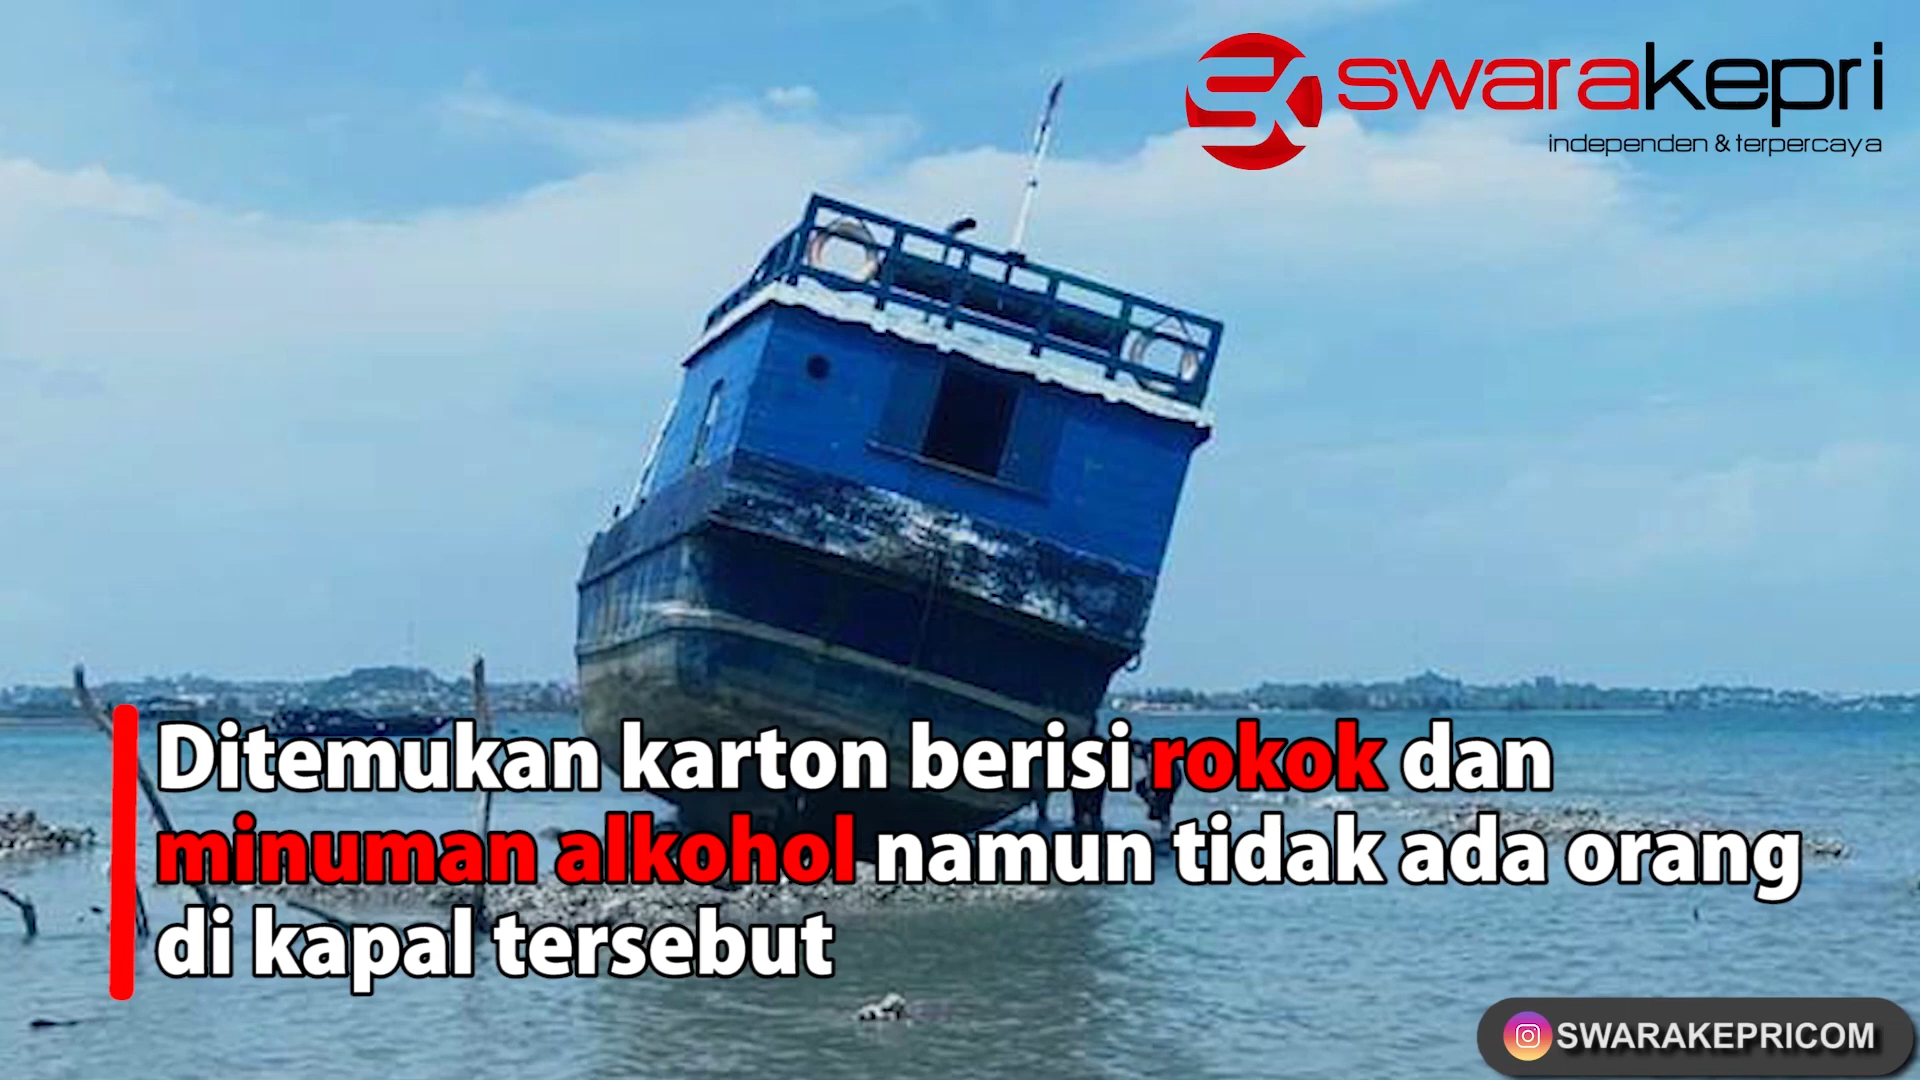 swarakepri
independen & terpercaya
Ditemukan karton berisi rokok dan
minuman alkohol namun tidak ada orang
di kapal tersebut
SWARAKEPRICOM